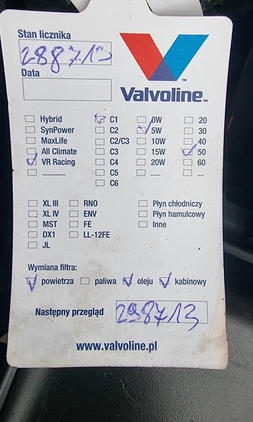 Stan licznika
288713
Data
Valvoline™
Hybrid C1 0W 20
SynPower C2 5W 30
MaxLife C2/C3 10W 40
All Climate C3 15W 50
VR Racing C4 20W 60
............ C5 ...... ......
C6
XL III RNO Płyn chłodniczy
XL IV ENV Płyn hamulcowy
MST FE Inne
DX1 LL-12FE
JL
Wymiana filtra:
powietrza paliwa oleju kabinowy
Następny przegląd 298713
www.valvoline.pl